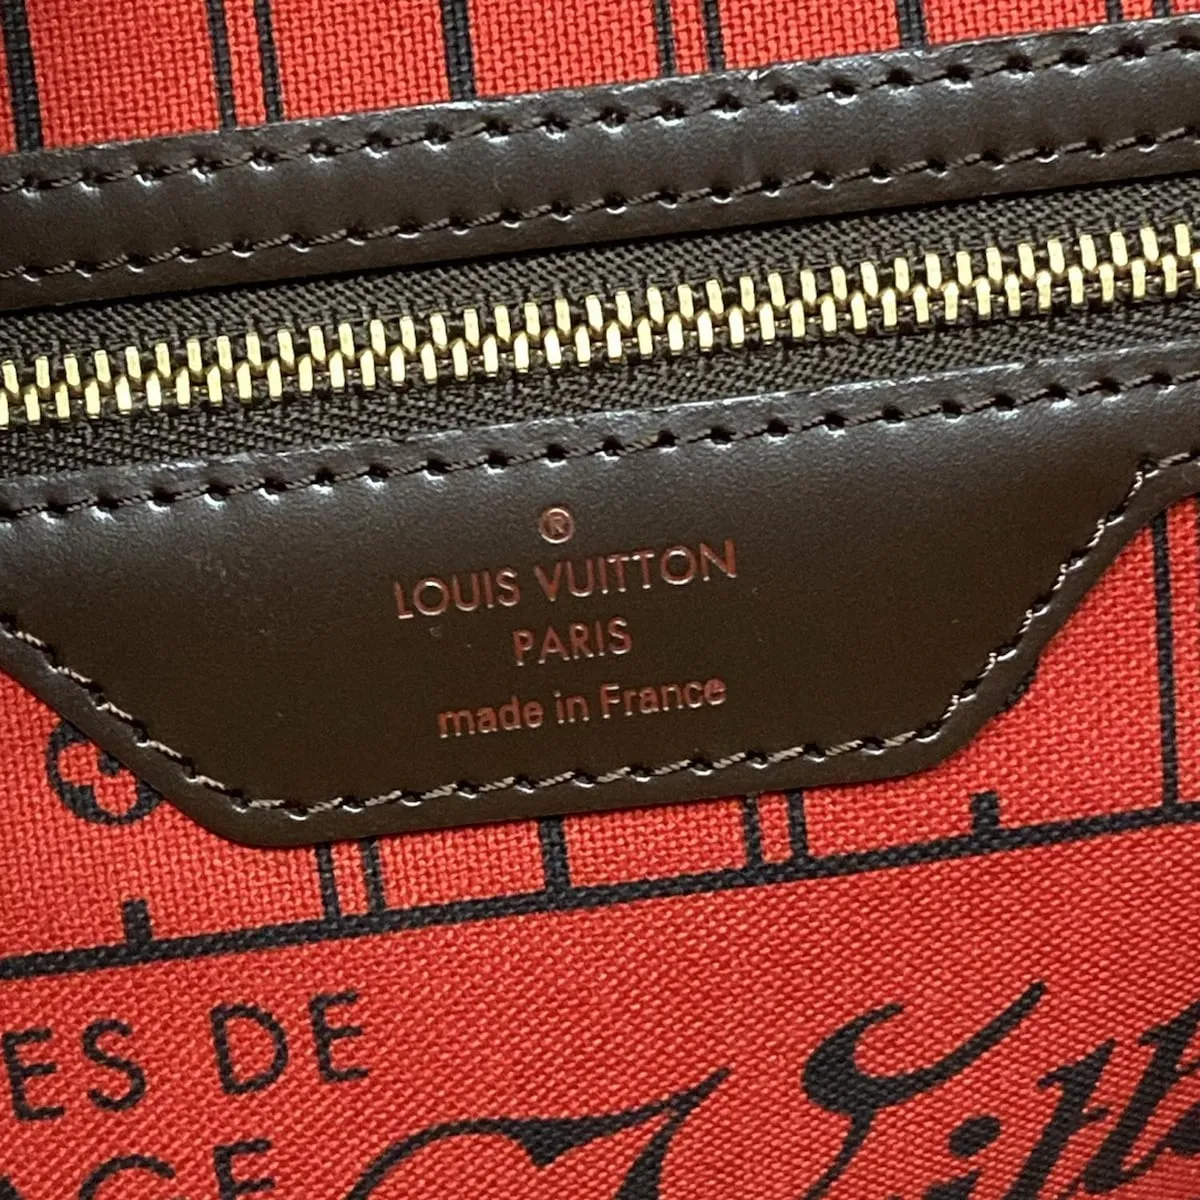 ®
LOUIS VUITTON
PARIS
made in France
ES DE